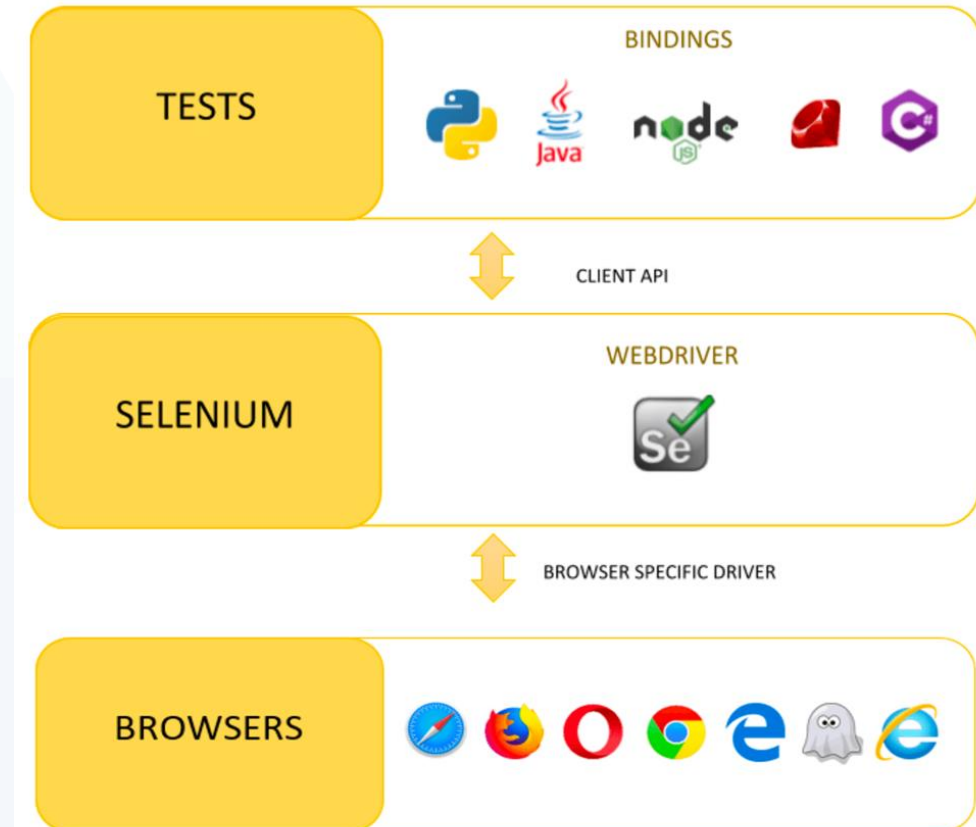 BINDINGS
TESTS
Java
node
JS
C#
CLIENT API
WEBDRIVER
SELENIUM
Se
BROWSER SPECIFIC DRIVER
BROWSERS